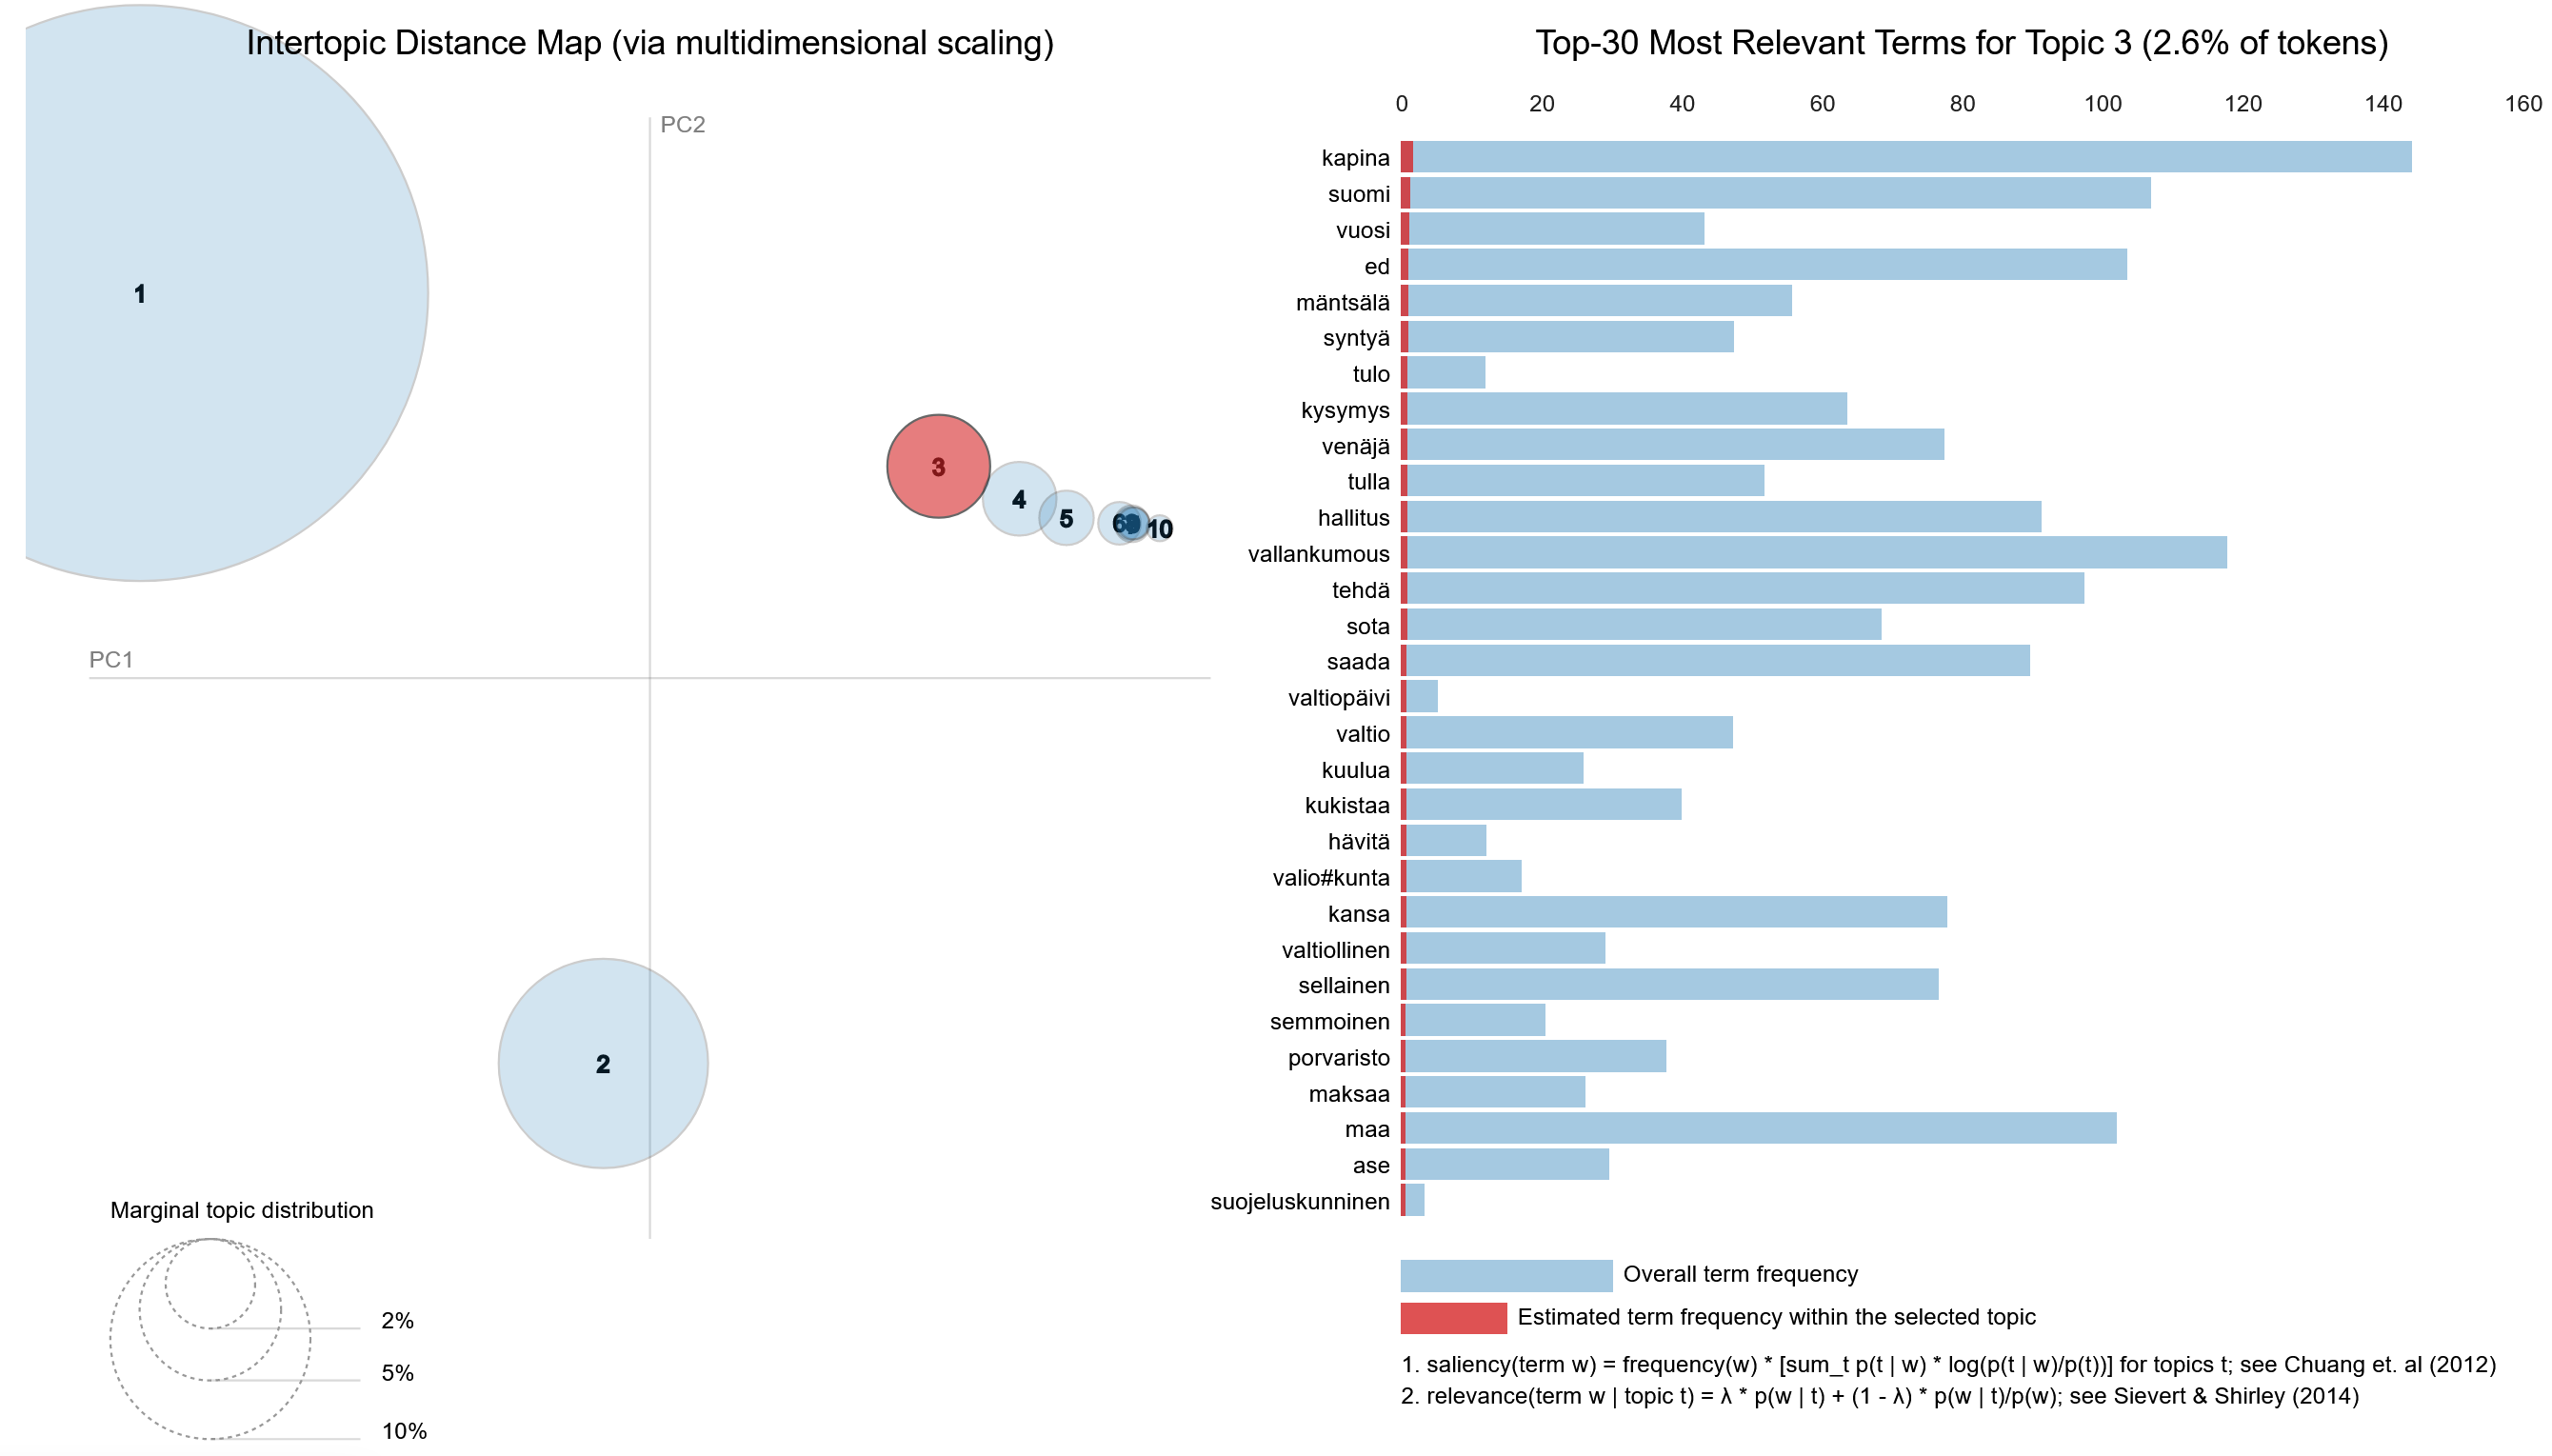 Intertopic Distance Map (via multidimensional scaling)
PC2
PC1
1
2
3
4
5
6
10
Marginal topic distribution
2%
5%
10%
Top-30 Most Relevant Terms for Topic 3 (2.6% of tokens)
0 20 40 60 80 100 120 140 160
kapina
suomi
vuosi
ed
mäntsälä
syntyä
tulo
kysymys
venäjä
tulla
hallitus
vallankumous
tehdä
sota
saada
valtiopäivi
valtio
kuulua
kukistaa
hävitä
valio#kunta
kansa
valtiollinen
sellainen
semmoinen
porvaristo
maksaa
maa
ase
suojeluskunninen
Overall term frequency
Estimated term frequency within the selected topic
1. saliency(term w) = frequency(w) * [sum_t p(t | w) * log(p(t | w)/p(t))] for topics t; see Chuang et. al (2012)
2. relevance(term w | topic t) = λ * p(w | t) + (1 - λ) * p(w | t)/p(w); see Sievert & Shirley (2014)